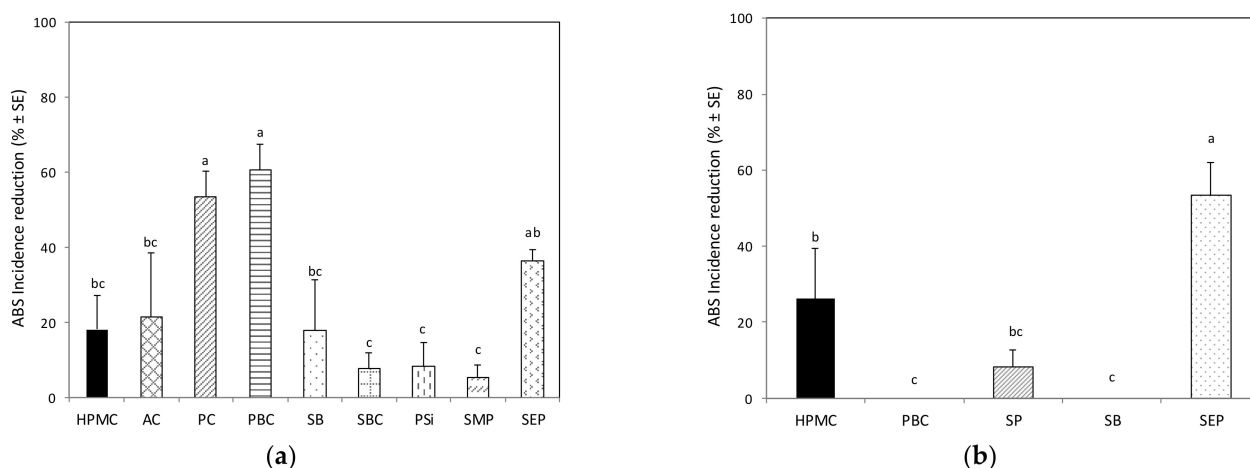 ABS Incidence reduction (% ± SE)
100
80
60
40
20
0
bc
bc
a
a
bc
c
c
c
ab
HPMC AC PC PBC SB SBC PSi SMP SEP
(a)
ABS Incidence reduction (% ± SE)
100
80
60
40
20
0
b
c
bc
c
a
HPMC PBC SP SB SEP
(b)